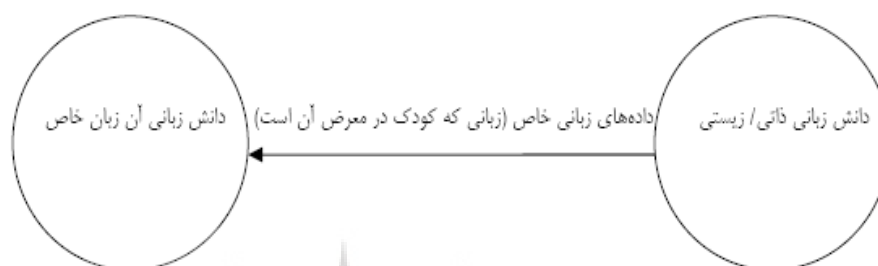 دانش زبانی ذاتی/ زیستی
داده‌های زبانی خاص (زبانی که کودک در معرض آن است)
دانش زبانی آن زبان خاص